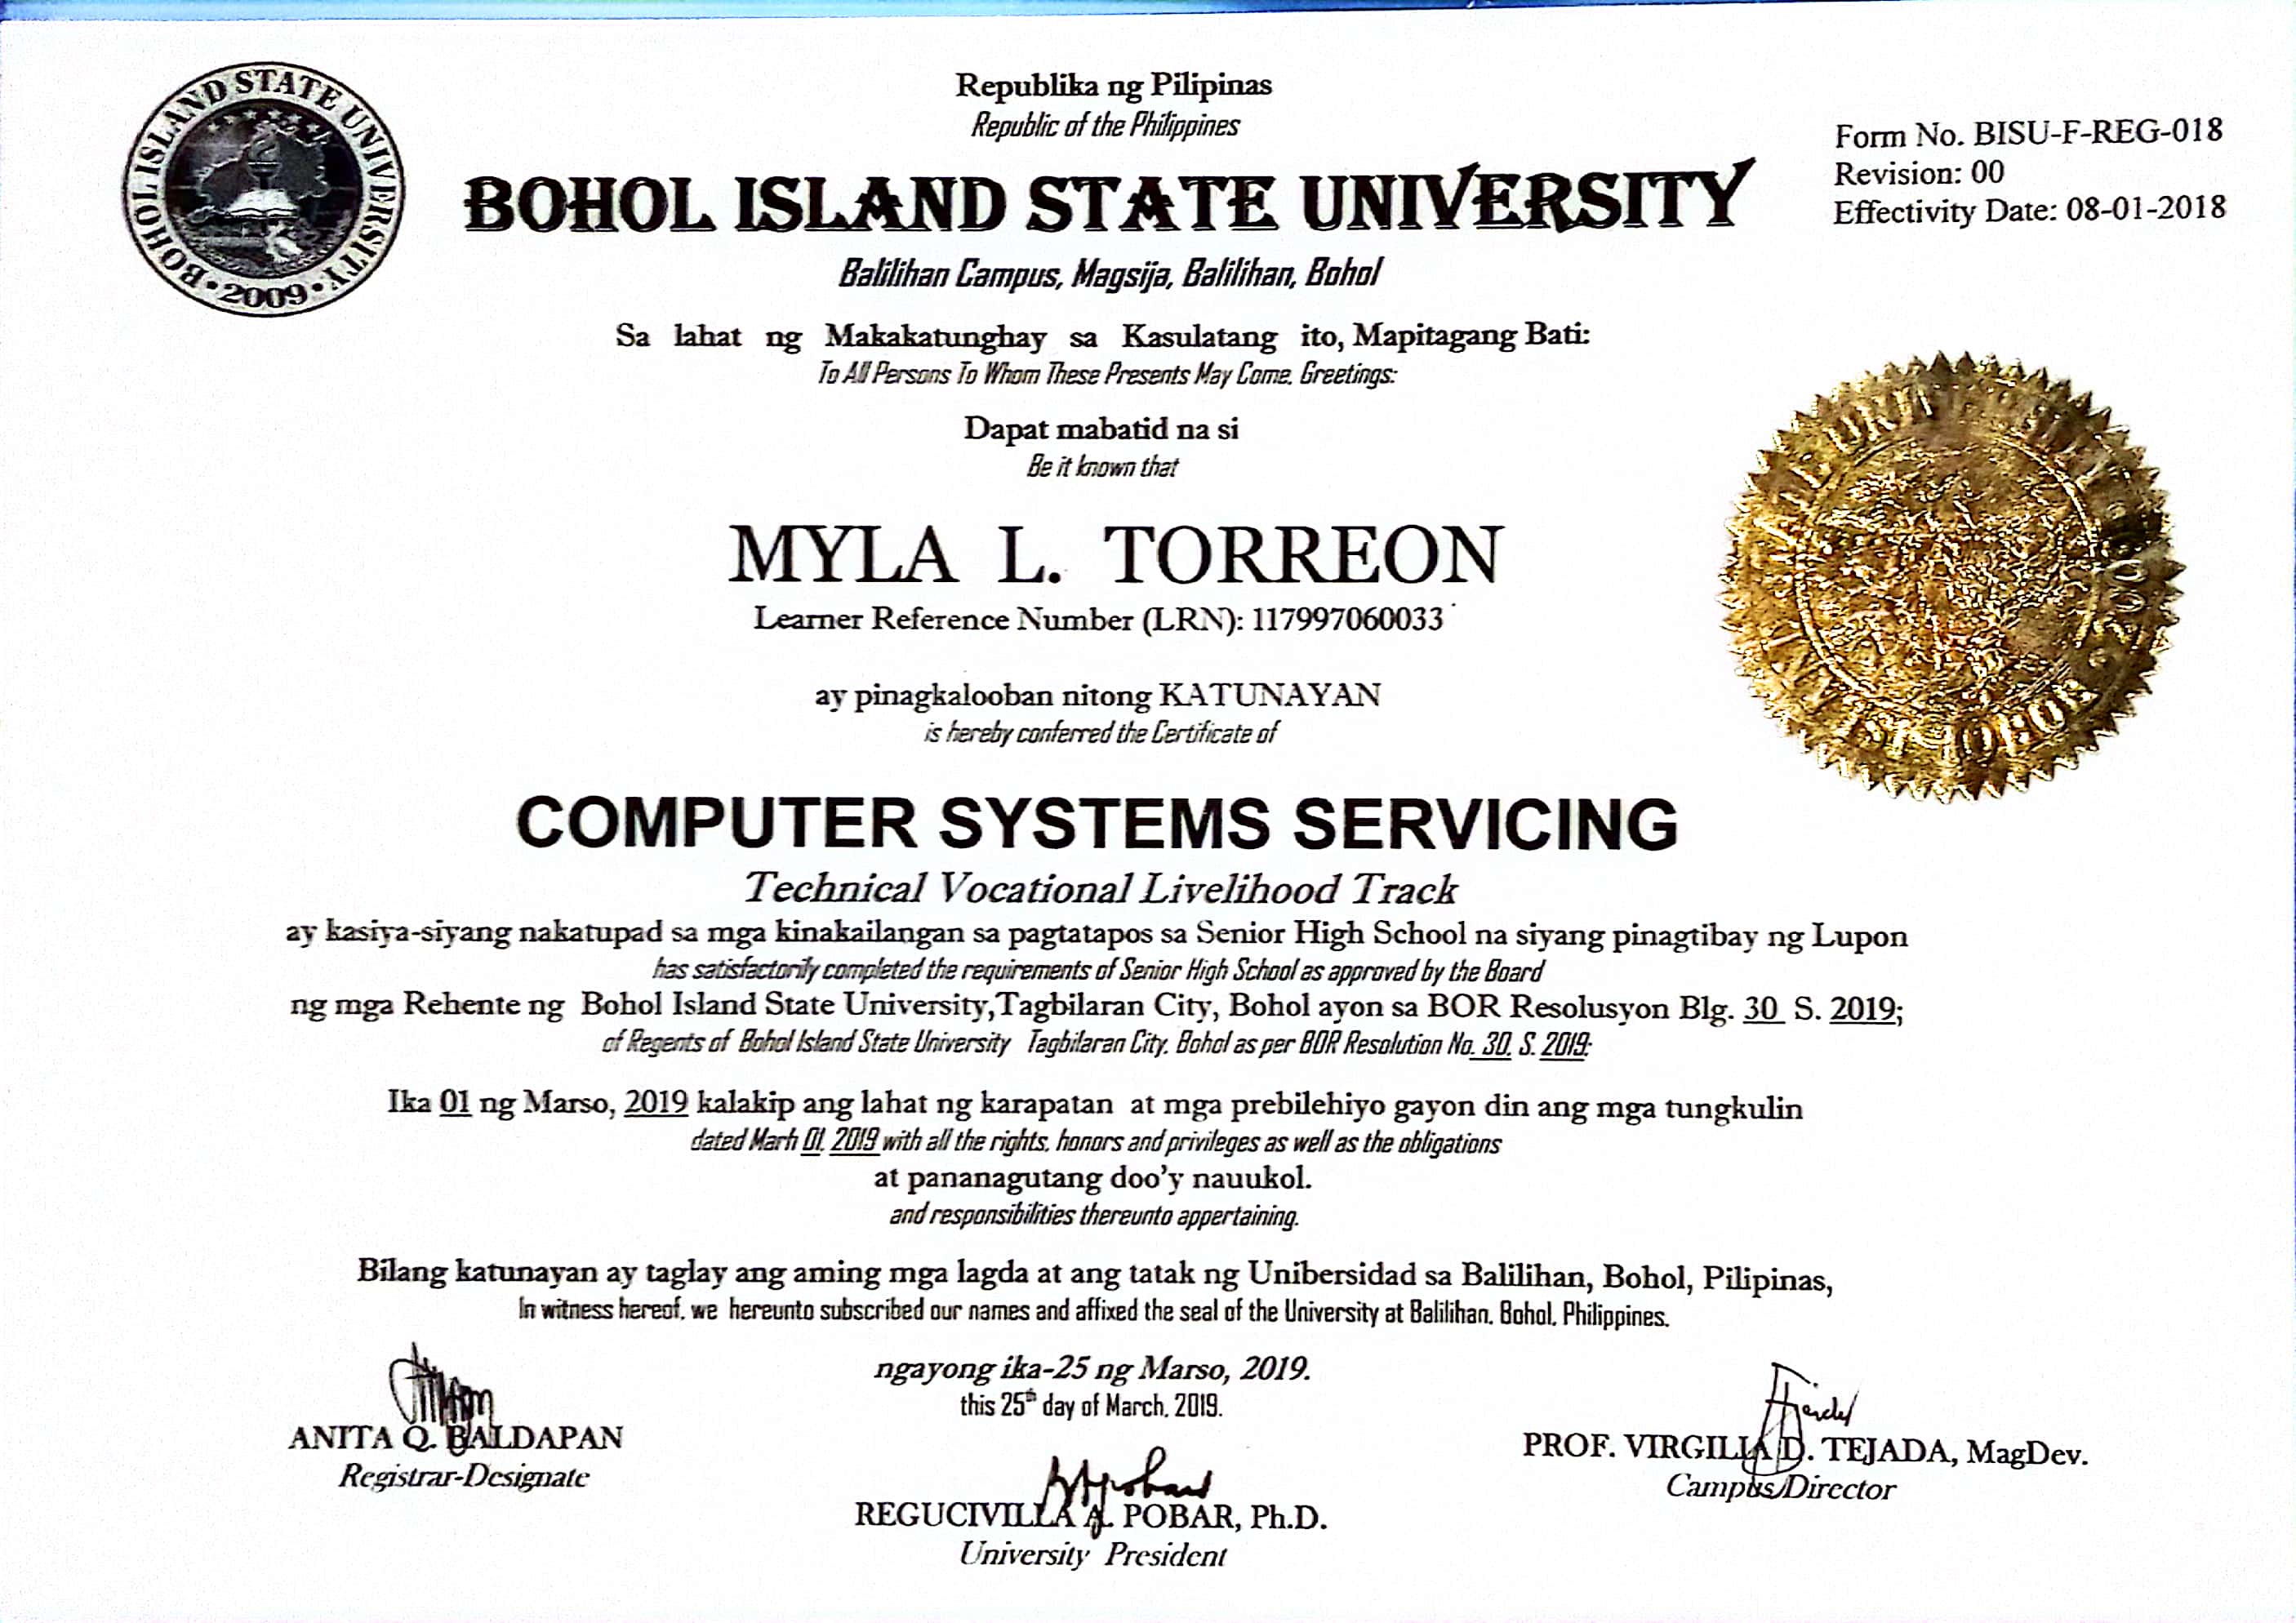 BOHOL ISLAND STATE UNIVERSITY
• 2009 •
Republika ng Pilipinas
Republic of the Philippines
Form No. BISU-F-REG-018
Revision: 00
Effectivity Date: 08-01-2018
BOHOL ISLAND STATE UNIVERSITY
Balilihan Campus, Magsija, Balilihan, Bohol
Sa lahat ng Makakatunghay sa Kasulatang ito, Mapitagang Bati:
To All Persons To Whom These Presents May Come. Greetings:
Dapat mabatid na si
Be it known that
MYLA L. TORREON
Learner Reference Number (LRN): 117997060033
ay pinagkalooban nitong KATUNAYAN
is hereby conferred the Certificate of
COMPUTER SYSTEMS SERVICING
Technical Vocational Livelihood Track
ay kasiya-siyang nakatupad sa mga kinakailangan sa pagtatapos sa Senior High School na siyang pinagtibay ng Lupon
has satisfactorily completed the requirements of Senior High School as approved by the Board
ng mga Rehente ng Bohol Island State University,Tagbilaran City, Bohol ayon sa BOR Resolusyon Blg. 30 S. 2019;
of Regents of Bohol Island State University Tagbilaran City. Bohol as per BOR Resolution No. 30. S. 2019:
Ika 01 ng Marso, 2019 kalakip ang lahat ng karapatan at mga prebilehiyo gayon din ang mga tungkulin
dated Marh 01. 2019 with all the rights. honors and privileges as well as the obligations
at pananagutang doo'y nauukol.
and responsibilities thereunto appertaining.
Bilang katunayan ay taglay ang aming mga lagda at ang tatak ng Unibersidad sa Balilihan, Bohol, Pilipinas,
In witness hereof. we hereunto subscribed our names and affixed the seal of the University at Balilihan. Bohol. Philippines.
ngayong ika-25 ng Marso, 2019.
this 25th day of March. 2019.
ANITA Q. BALDAPAN
Registrar-Designate
PROF. VIRGILIA D. TEJADA, MagDev.
Campus Director
REGUCIVILLA A. POBAR, Ph.D.
University President